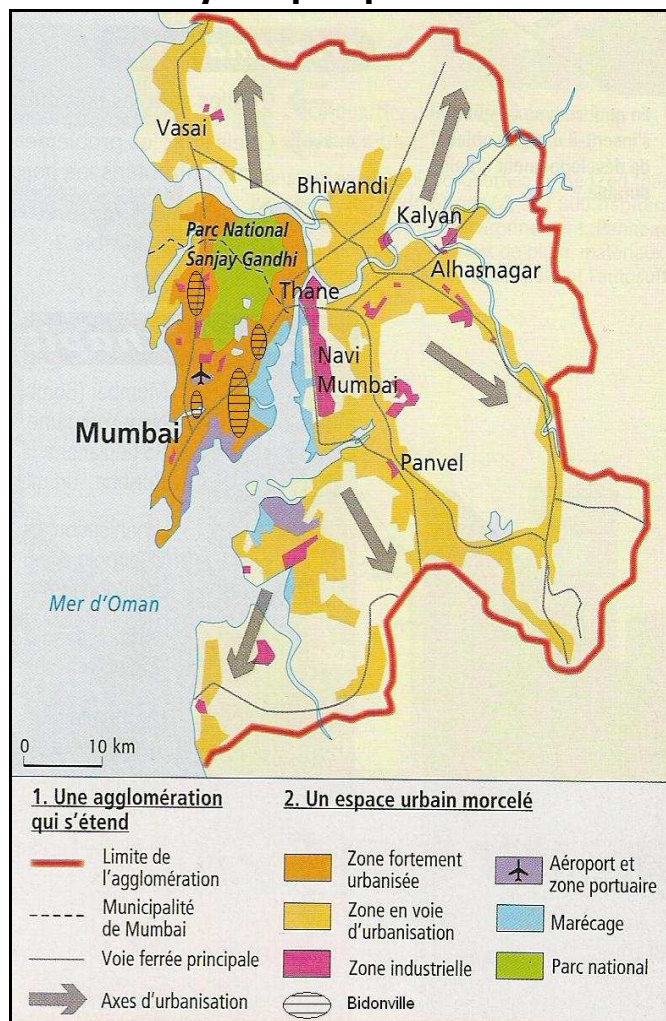 Vasai
Bhiwandi
Kalyan
Parc National
Sanjay Gandhi
Alhasnagar
Thane
Navi
Mumbai
Mumbai
Panvel
Mer d'Oman
0 10 km
1. Une agglomération
qui s'étend
Limite de
l'agglomération
Municipalité
de Mumbai
Voie ferrée principale
Axes d'urbanisation
2. Un espace urbain morcelé
Zone fortement
urbanisée
Zone en voie
d'urbanisation
Zone industrielle
Bidonville
Aéroport et
zone portuaire
Marécage
Parc national